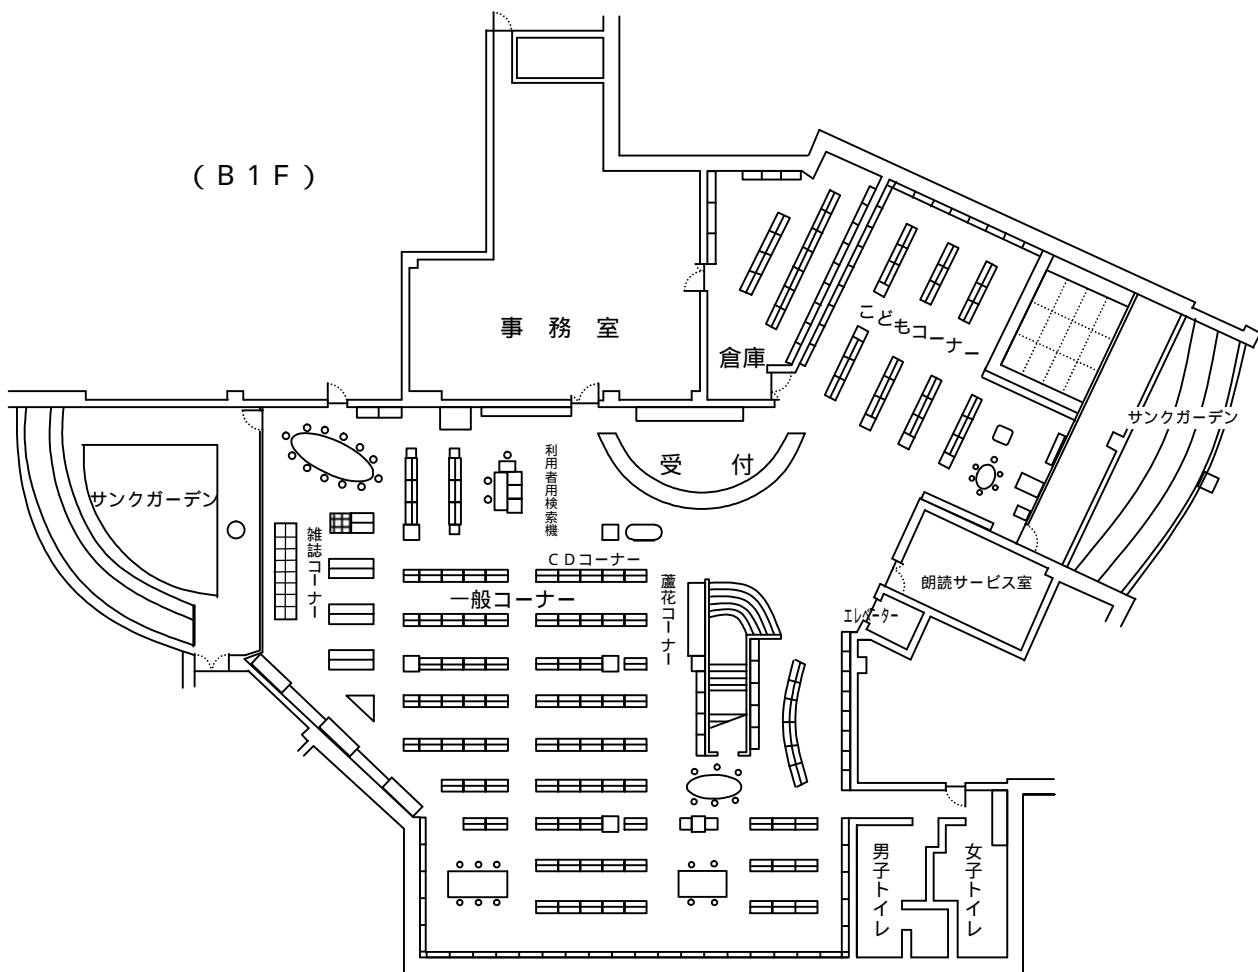 (B1F)
事務室
倉庫
こどもコーナー
サンクガーデン
受付
利用者用検索機
サンクガーデン
雑誌コーナー
CDコーナー
一般コーナー
蘆花コーナー
朗読サービス室
エレベーター
男子トイレ
女子トイレ